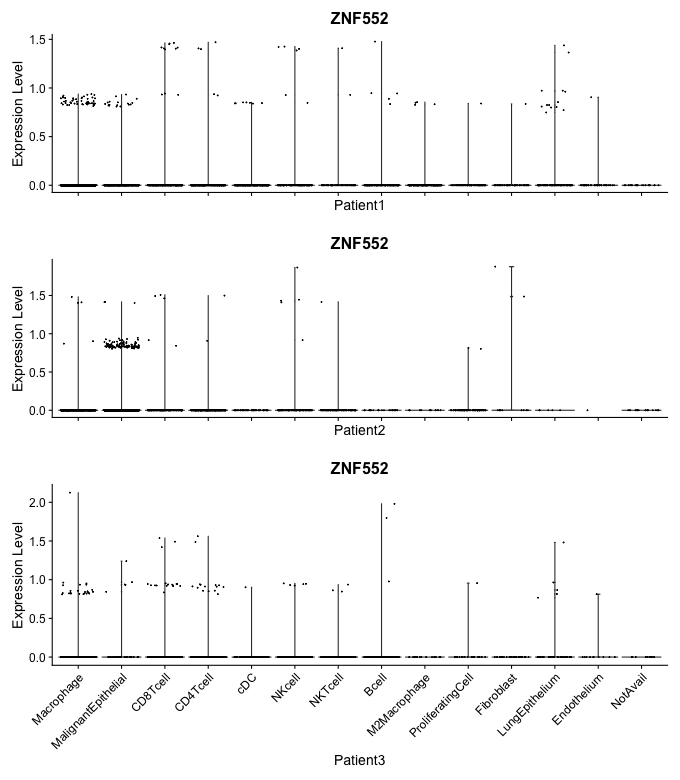 ZNF552
Expression Level
1.5
1.0
0.5
0.0
Patient1
ZNF552
Expression Level
1.5
1.0
0.5
0.0
Patient2
ZNF552
Expression Level
2.0
1.5
1.0
0.5
0.0
Macrophage
MalignantEpithelial
CD8Tcell
CD4Tcell
cDC
NKcell
NKTcell
Bcell
M2Macrophage
ProliferatingCell
Fibroblast
LungEpithelium
Endothelium
NotAvail
Patient3